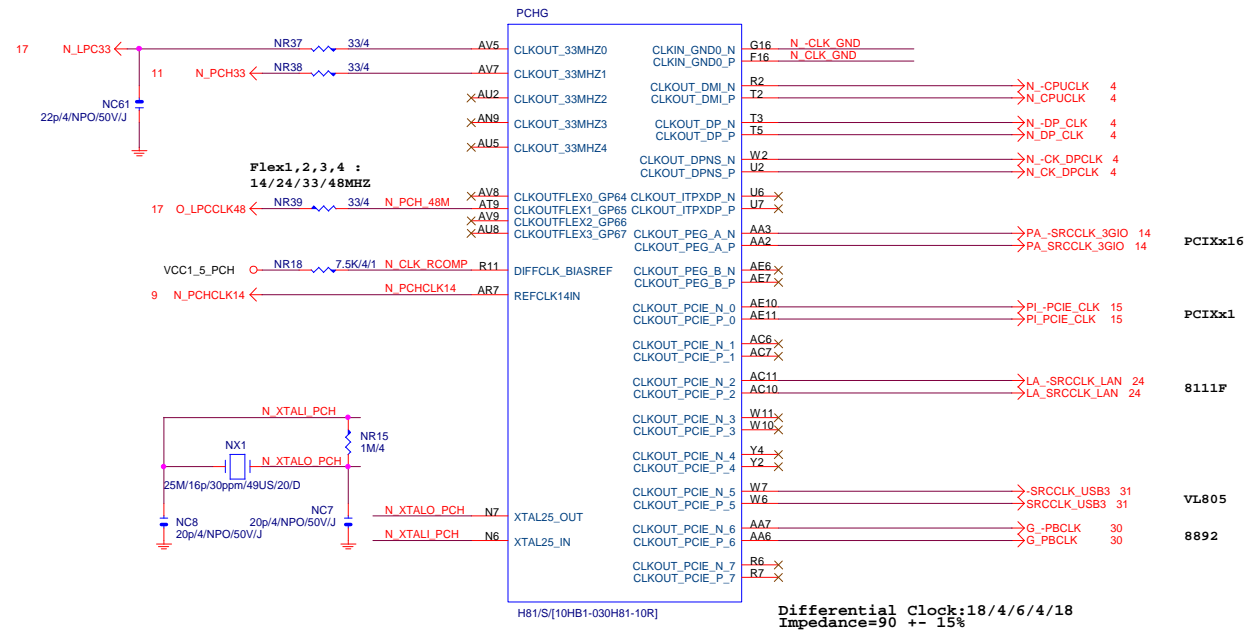 PCHG
17 N_LPC33 NR37 33/4 AV5 CLKOUT_33MHZ0
11 N_PCH33 NR38 33/4 AV7 CLKOUT_33MHZ1
AU2 CLKOUT_33MHZ2
NC61
22p/4/NPO/50V/J
AN9 CLKOUT_33MHZ3
AU5 CLKOUT_33MHZ4
Flex1,2,3,4 :
14/24/33/48MHZ
AV8 CLKOUTFLEX0_GP64
17 O_LPCCLK48 NR39 33/4 N_PCH_48M AT9 CLKOUTFLEX1_GP65
AV9 CLKOUTFLEX2_GP66
AU8 CLKOUTFLEX3_GP67
VCC1_5_PCH NR18 7.5K/4/1 N_CLK_RCOMP R11 DIFFCLK_BIASREF
9 N_PCHCLK14 N_PCHCLK14 AR7 REFCLK14IN
N_XTALI_PCH
NR15
1M/4
NX1
N_XTALO_PCH
25M/16p/30ppm/49US/20/D
NC8
20p/4/NPO/50V/J
NC7
20p/4/NPO/50V/J
N_XTALO_PCH N7 XTAL25_OUT
N_XTALI_PCH N6 XTAL25_IN
CLKIN_GND0_N G16 N_-CLK_GND
CLKIN_GND0_P F16 N_CLK_GND
CLKOUT_DMI_N R2 N_-CPUCLK 4
CLKOUT_DMI_P T2 N_CPUCLK 4
CLKOUT_DP_N T3 N_-DP_CLK 4
CLKOUT_DP_P T5 N_DP_CLK 4
CLKOUT_DPNS_N W2 N_-CK_DPCLK 4
CLKOUT_DPNS_P U2 N_CK_DPCLK 4
CLKOUT_ITPXDP_N U6
CLKOUT_ITPXDP_P U7
CLKOUT_PEG_A_N AA3 PA_-SRCCLK_3GIO 14
CLKOUT_PEG_A_P AA2 PA_SRCCLK_3GIO 14
PCIXx16
CLKOUT_PEG_B_N AE6
CLKOUT_PEG_B_P AE7
CLKOUT_PCIE_N_0 AE10 PI_-PCIE_CLK 15
CLKOUT_PCIE_P_0 AE11 PI_PCIE_CLK 15
PCIXx1
CLKOUT_PCIE_N_1 AC6
CLKOUT_PCIE_P_1 AC7
CLKOUT_PCIE_N_2 AC11 LA_-SRCCLK_LAN 24
CLKOUT_PCIE_P_2 AC10 LA_SRCCLK_LAN 24
8111F
CLKOUT_PCIE_N_3 W11
CLKOUT_PCIE_P_3 W10
CLKOUT_PCIE_N_4 Y4
CLKOUT_PCIE_P_4 Y2
CLKOUT_PCIE_N_5 W7 -SRCCLK_USB3 31
CLKOUT_PCIE_P_5 W6 SRCCLK_USB3 31
VL805
CLKOUT_PCIE_N_6 AA7 G_-PBCLK 30
CLKOUT_PCIE_P_6 AA6 G_PBCLK 30
8892
CLKOUT_PCIE_N_7 R6
CLKOUT_PCIE_P_7 R7
H81/S/[10HB1-030H81-10R]
Differential Clock:18/4/6/4/18
Impedance=90 +- 15%